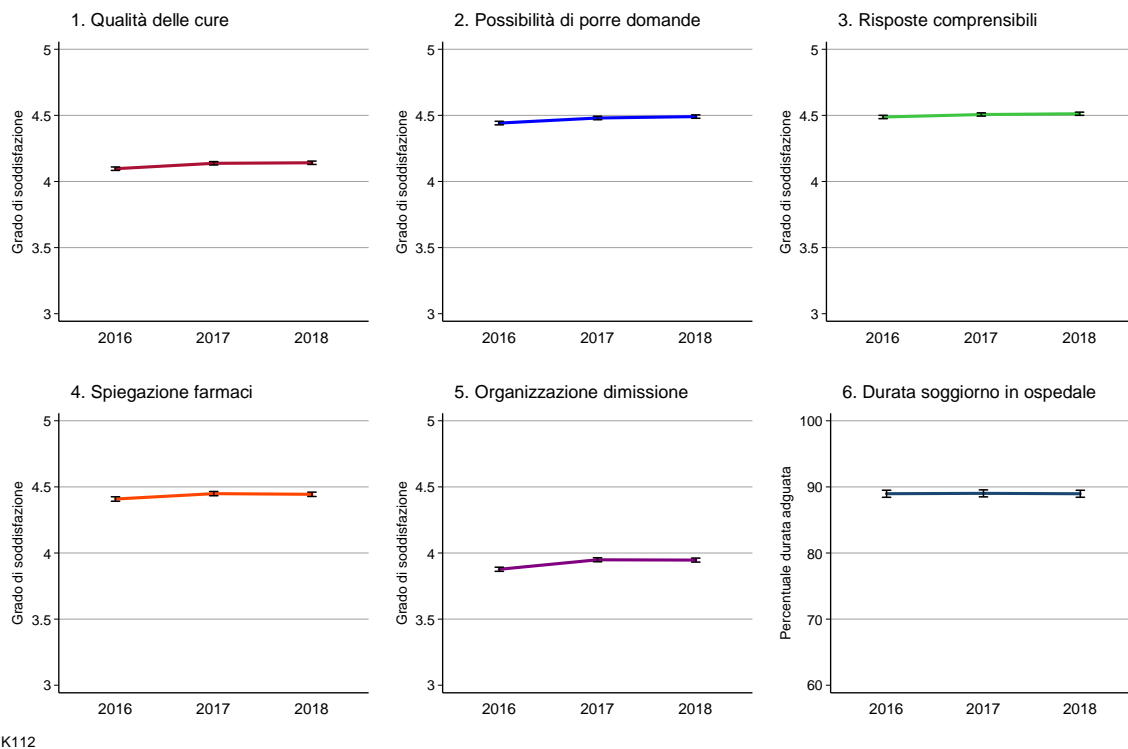 1. Qualità delle cure
5
4.5
4
3.5
3
Grado di soddisfazione
2016 2017 2018
2. Possibilità di porre domande
5
4.5
4
3.5
3
Grado di soddisfazione
2016 2017 2018
3. Risposte comprensibili
5
4.5
4
3.5
3
Grado di soddisfazione
2016 2017 2018
4. Spiegazione farmaci
5
4.5
4
3.5
3
Grado di soddisfazione
2016 2017 2018
5. Organizzazione dimissione
5
4.5
4
3.5
3
Grado di soddisfazione
2016 2017 2018
6. Durata soggiorno in ospedale
100
90
80
70
60
Percentuale durata adguata
2016 2017 2018
K112